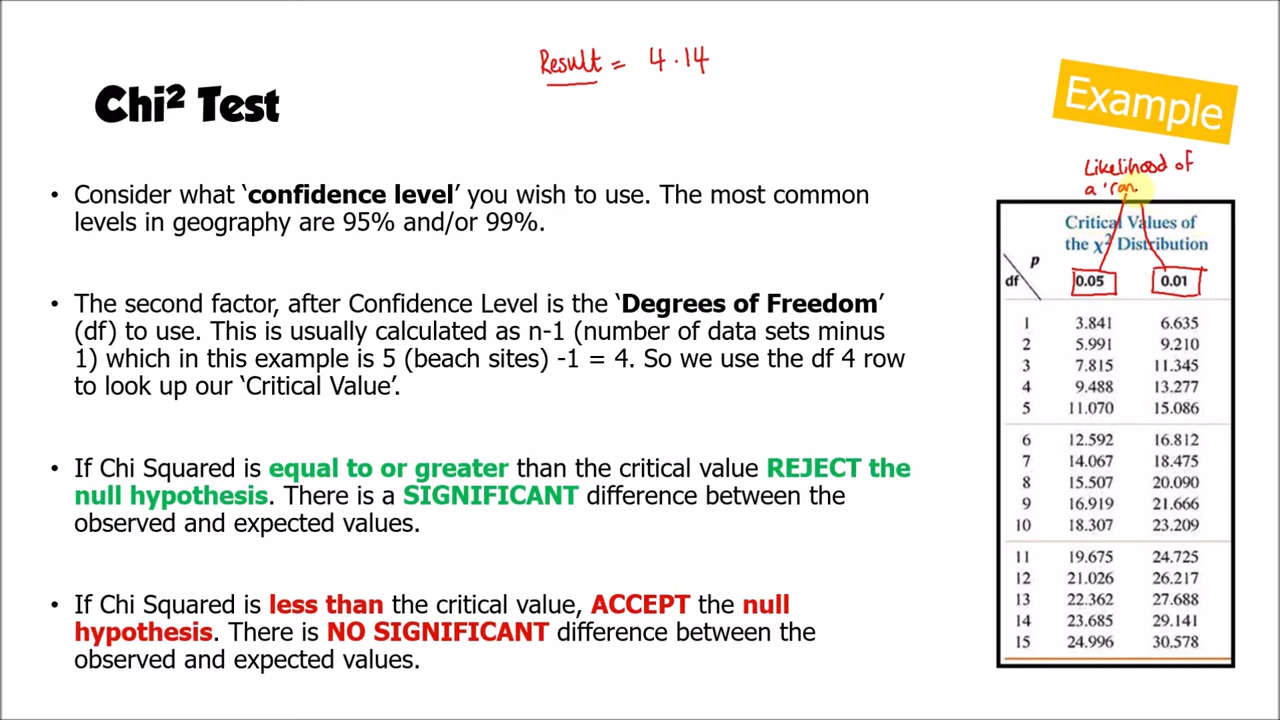 Result = 4.14
Chi² Test
Example
• Consider what ‘confidence level’ you wish to use. The most common
levels in geography are 95% and/or 99%.
• The second factor, after Confidence Level is the ‘Degrees of Freedom’
(df) to use. This is usually calculated as n-1 (number of data sets minus
1) which in this example is 5 (beach sites) -1 = 4. So we use the df 4 row
to look up our ‘Critical Value’.
• If Chi Squared is equal to or greater than the critical value REJECT the
null hypothesis. There is a SIGNIFICANT difference between the
observed and expected values.
• If Chi Squared is less than the critical value, ACCEPT the null
hypothesis. There is NO SIGNIFICANT difference between the
observed and expected values.
Likelihood of
a 'ran
Critical Values of
the χ² Distribution
p
df 0.05 0.01
1 3.841 6.635
2 5.991 9.210
3 7.815 11.345
4 9.488 13.277
5 11.070 15.086
6 12.592 16.812
7 14.067 18.475
8 15.507 20.090
9 16.919 21.666
10 18.307 23.209
11 19.675 24.725
12 21.026 26.217
13 22.362 27.688
14 23.685 29.141
15 24.996 30.578